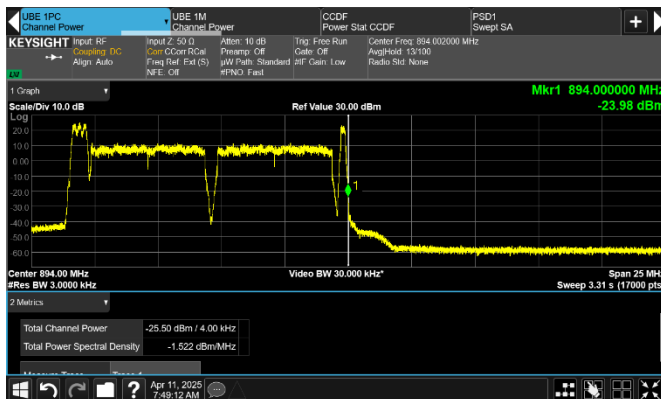 UBE 1PC
Channel Power
UBE 1M
Channel Power
CCDF
Power Stat CCDF
PSD1
Swept SA
KEYSIGHT
Input: RF
Coupling: DC
Align: Auto
Input Z: 50 Ω
Corr CCorr RCal
Freq Ref: Ext (S)
NFE: Off
Atten: 10 dB
Preamp: Off
µW Path: Standard
#PNO: Fast
Trig: Free Run
Gate: Off
#IF Gain: Low
Center Freq: 894.002000 MHz
Avg|Hold: 13/100
Radio Std: None
LXI
1 Graph
Mkr1 894.000000 MHz
Scale/Div 10.0 dB
Ref Value 30.00 dBm
-23.98 dBm
Log
20.0
10.0
0.00
-10.0
-20.0
-30.0
-40.0
-50.0
-60.0
1
Center 894.00 MHz
Video BW 30.000 kHz*
Span 25 MH
#Res BW 3.0000 kHz
Sweep 3.31 s (17000 pts
2 Metrics
Total Channel Power
-25.50 dBm / 4.00 kHz
Total Power Spectral Density
-1.522 dBm/MHz
Measure Trace
Trace 1
?
Apr 11, 2025
7:49:12 AM